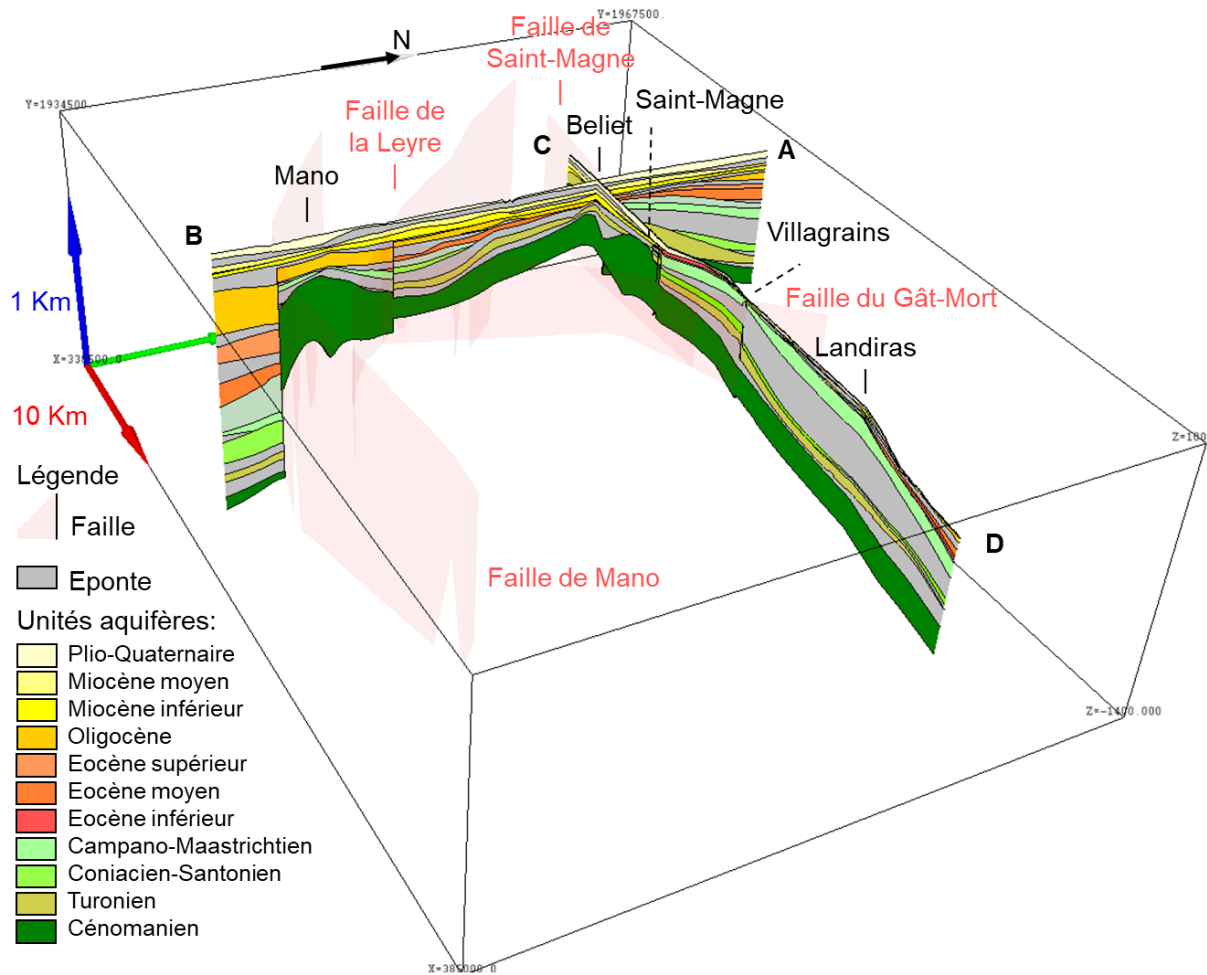 Y=1967500.
N
Faille de
Saint-Magne
Y=1934500.
Saint-Magne
Faille de
la Leyre
Beliet
C
A
Mano
B
Villagrains
1 Km
Faille du Gât-Mort
Landiras
10 Km
Z=100
Légende
Faille
D
Eponte
Faille de Mano
Unités aquifères:
Plio-Quaternaire
Miocène moyen
Miocène inférieur
Z=-1400.000
Oligocène
Eocène supérieur
Eocène moyen
Eocène inférieur
Campano-Maastrichtien
Coniacien-Santonien
Turonien
Cénomanien